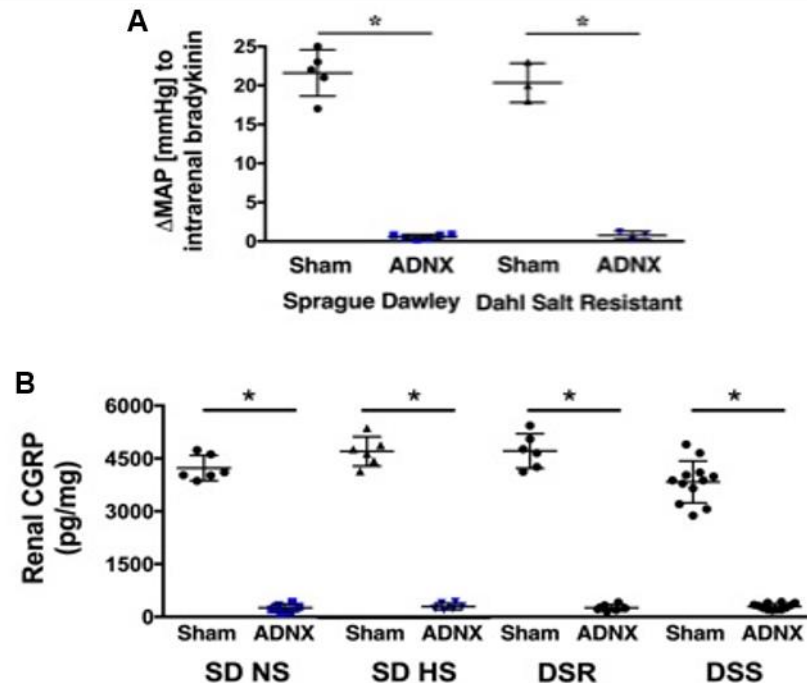 A
* *
ΔMAP [mmHg] to
intrarenal bradykinin
25
20
15
10
5
0
Sham ADNX Sham ADNX
Sprague Dawley Dahl Salt Resistant
B
* * * *
Renal CGRP
(pg/mg)
6000
4500
3000
1500
0
Sham ADNX Sham ADNX Sham ADNX Sham ADNX
SD NS SD HS DSR DSS